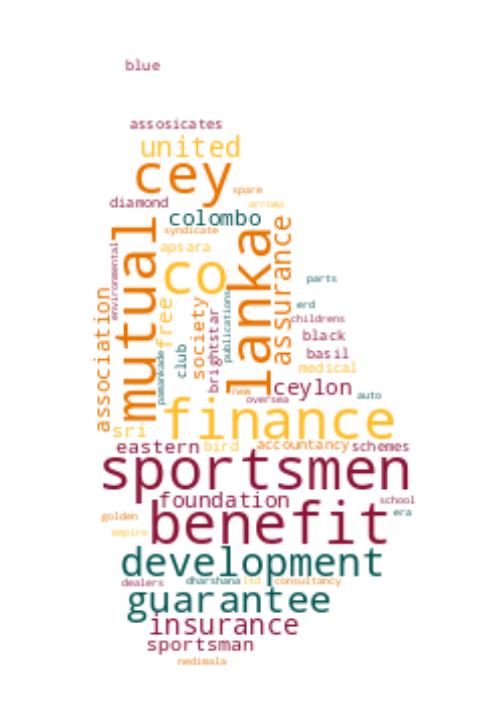 blue
assosicates
united
cey
spare
diamond
arrows
colombo
syndicate
apsara
mutual
lanka
assurance
environmental
co
parts
association
free
society
brightstar
publications
erd
childrens
club
black
pamankade
basil
medical
new
ceylon
oversea
auto
finance
sri
eastern
bird
accountancy
schemes
sportsmen
foundation
school
benefit
era
golden
empire
development
dealers
dharshana
ltd
consultancy
guarantee
insurance
sportsman
nedimala